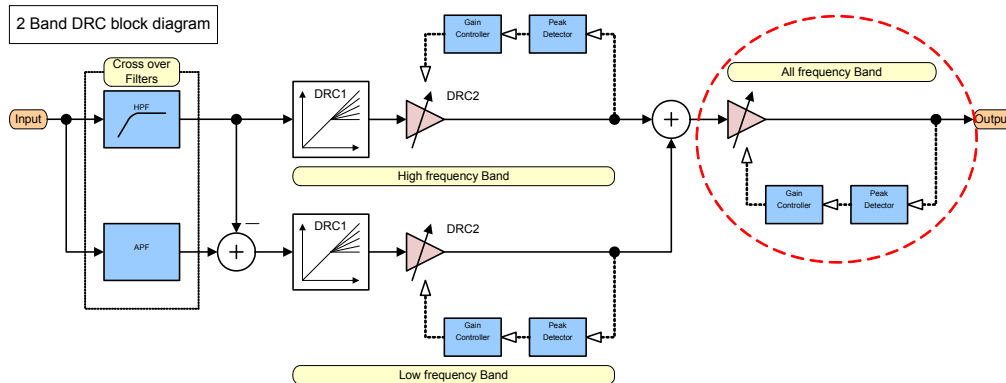 2 Band DRC block diagram
Cross over
Filters
Input
HPF
APF
DRC1
DRC2
Gain
Controller
Peak
Detector
High frequency Band
DRC1
DRC2
Gain
Controller
Peak
Detector
Low frequency Band
All frequency Band
Gain
Controller
Peak
Detector
Output